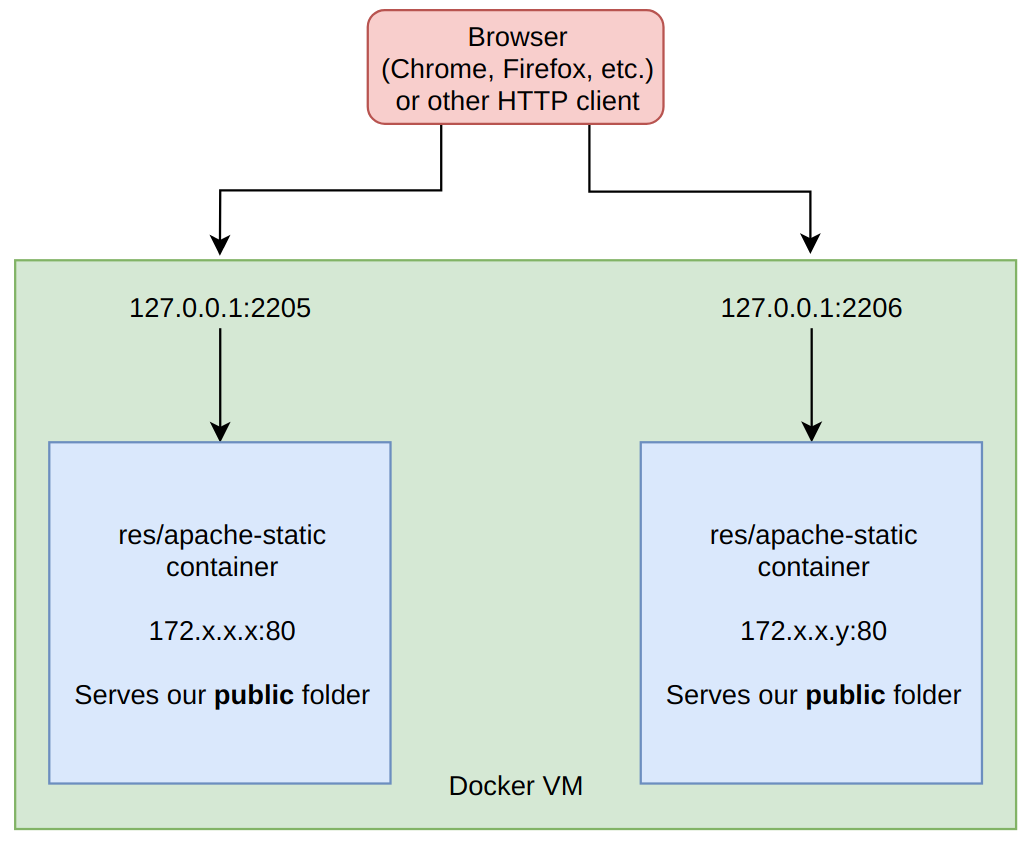 Browser
(Chrome, Firefox, etc.)
or other HTTP client
127.0.0.1:2205
127.0.0.1:2206
res/apache-static
container
172.x.x.x:80
Serves our public folder
res/apache-static
container
172.x.x.y:80
Serves our public folder
Docker VM